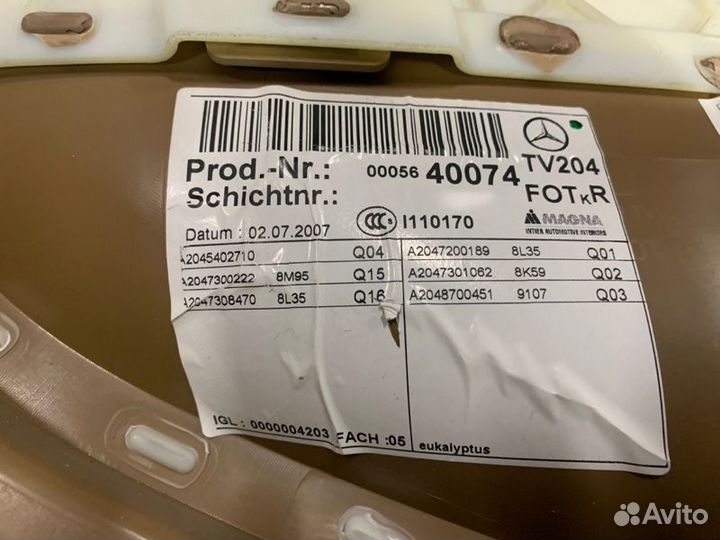 Prod.-Nr.: 00056 40074 TV204
Schichtnr.: FOTKR
Datum : 02.07.2007 CCC S I110170 MAGNA
INTIER AUTOMOTIVE INTERIORS
A2045402710 Q04 A2047200189 8L35 Q01
A2047300222 8M95 Q15 A2047301062 8K59 Q02
A2047308470 8L35 Q16 A2048700451 9107 Q03
IGL : 0000004203 FACH :05 eukalyptus
Avito